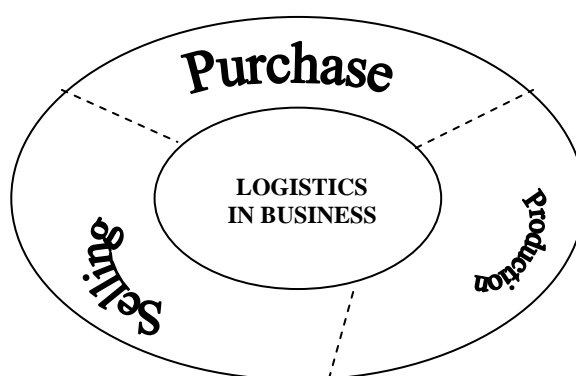 Purchase
LOGISTICS
IN BUSINESS
Production
Selling